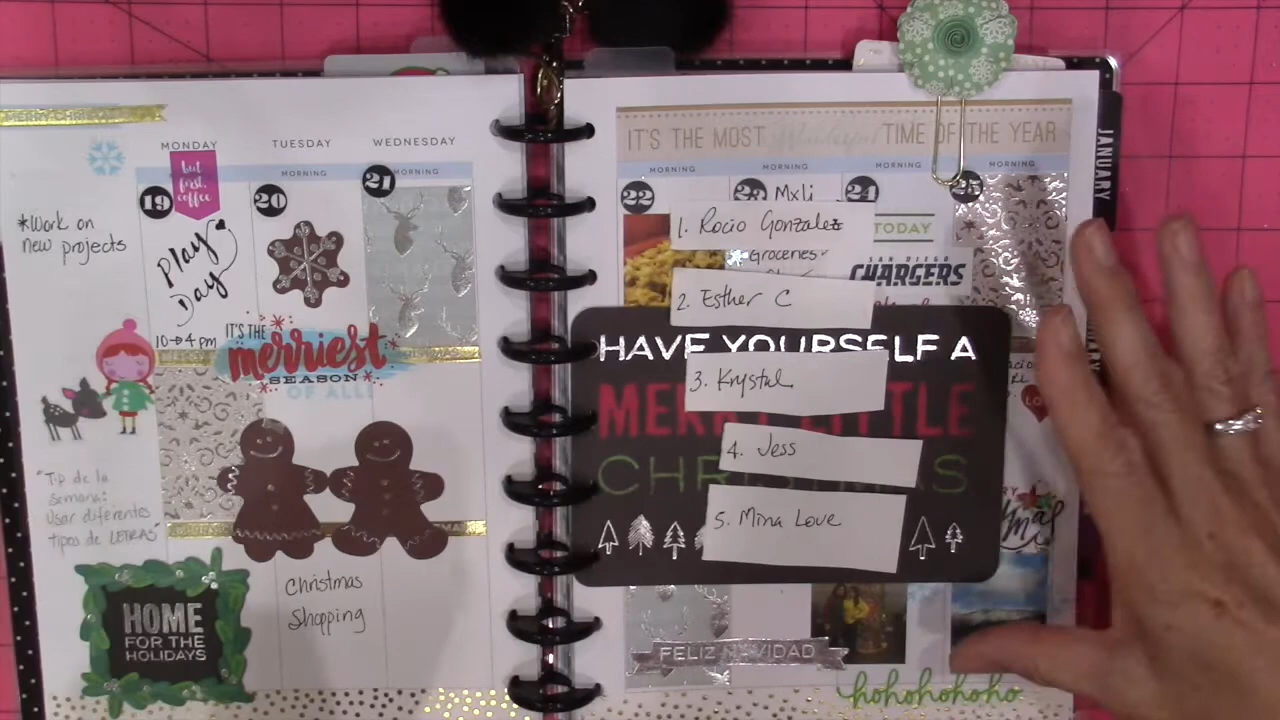 MERRY CHRISTMAS
MONDAY
TUESDAY
WEDNESDAY
but
first,
coffee
MORNING
MORNING
19
20
21
*Work on
new projects
Play
Day
10→4 pm
IT'S THE
merriest
SEASON
OF ALL!
"Tip de la
semana:
Usar diferentes
tipos de LETRAS"
HOME
FOR THE
HOLIDAYS
Christmas
Shopping
JANUARY
IT'S THE MOST Wonderful TIME OF THE YEAR
MORNING
MORNING
MORNING
MORNING
22
23
24
25
MxLi
Groceries
TODAY
SAN DIEGO
CHARGERS
1. Rocio Gonzalez
2. Esther C
3. Krystal
4. Jess
5. Mina Love
HAVE YOURSELF A
MERRY LITTLE
CHRISTMAS
FELIZ NAVIDAD
hohohohoho